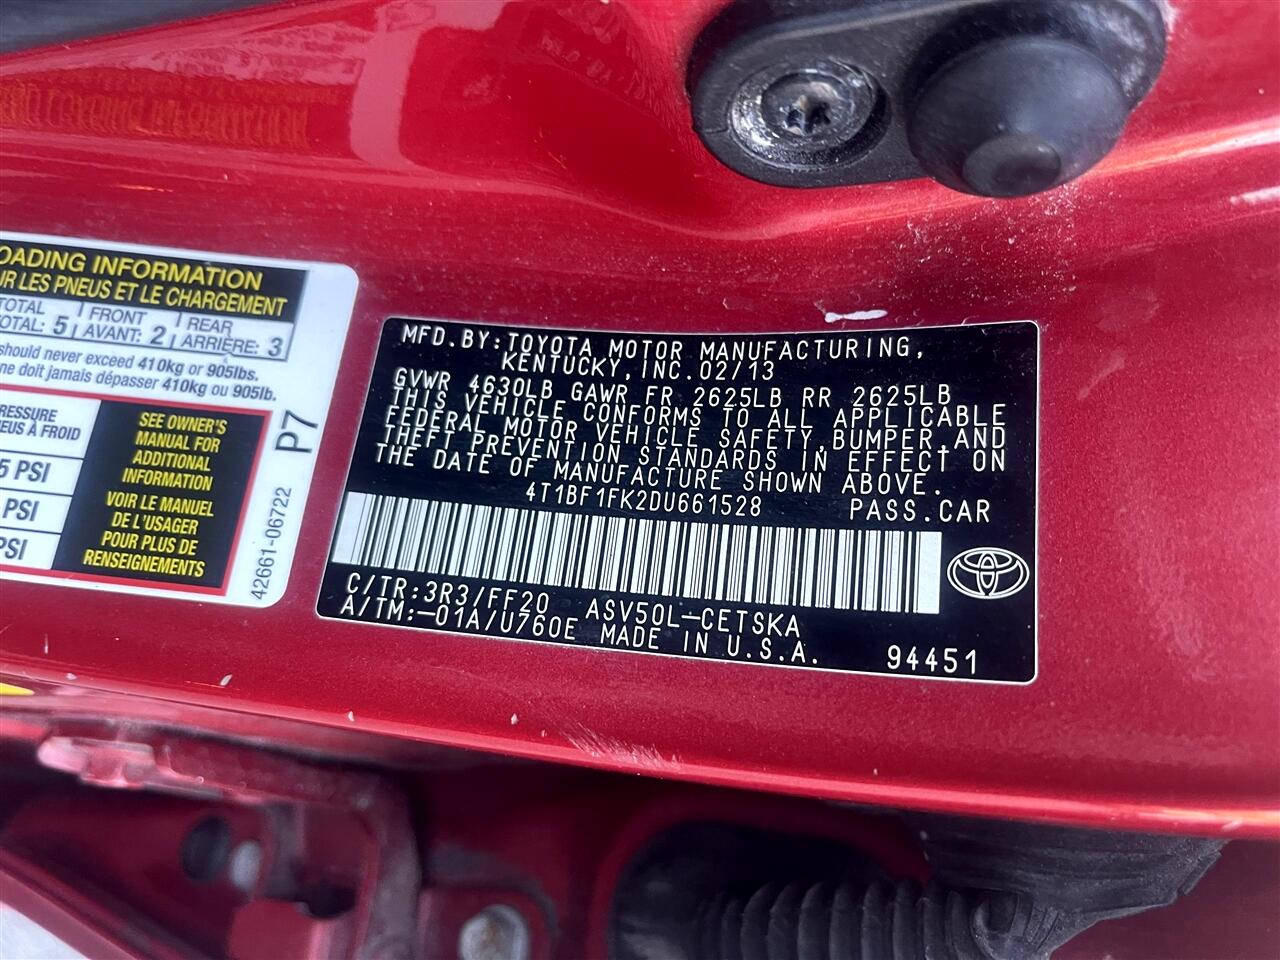 OADING INFORMATION
UR LES PNEUS ET LE CHARGEMENT
TOTAL FRONT REAR
TOTAL: 5 AVANT: 2 ARRIÈRE: 3
should never exceed 410kg or 905lbs.
ne doit jamais dépasser 410kg ou 905lb.
RESSURE
NEUS À FROID
5 PSI
PSI
PSI
SEE OWNER'S
MANUAL FOR
ADDITIONAL
INFORMATION
VOIR LE MANUEL
DE L'USAGER
POUR PLUS DE
RENSEIGNEMENTS
P7
42661-06722
MFD.BY:TOYOTA MOTOR MANUFACTURING,
KENTUCKY,INC.02/13
GVWR 4630LB GAWR FR 2625LB RR 2625LB
THIS VEHICLE CONFORMS TO ALL APPLICABLE
FEDERAL MOTOR VEHICLE SAFETY,BUMPER,AND
THEFT PREVENTION STANDARDS IN EFFECT ON
THE DATE OF MANUFACTURE SHOWN ABOVE.
4T1BF1FK2DU661528 PASS.CAR
C/TR:3R3/FF20 ASV50L-CETSKA
A/TM:-01A/U760E MADE IN U.S.A.
94451